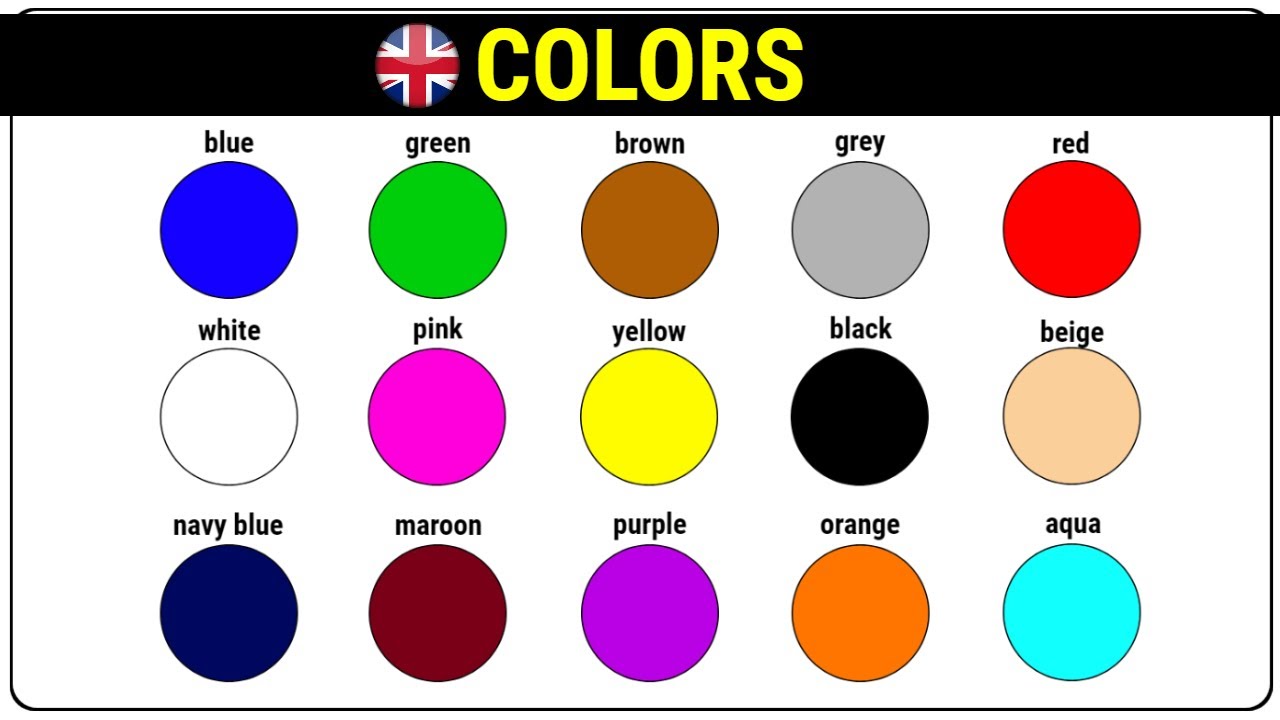 COLORS
blue green brown grey red
white pink yellow black beige
navy blue maroon purple orange aqua